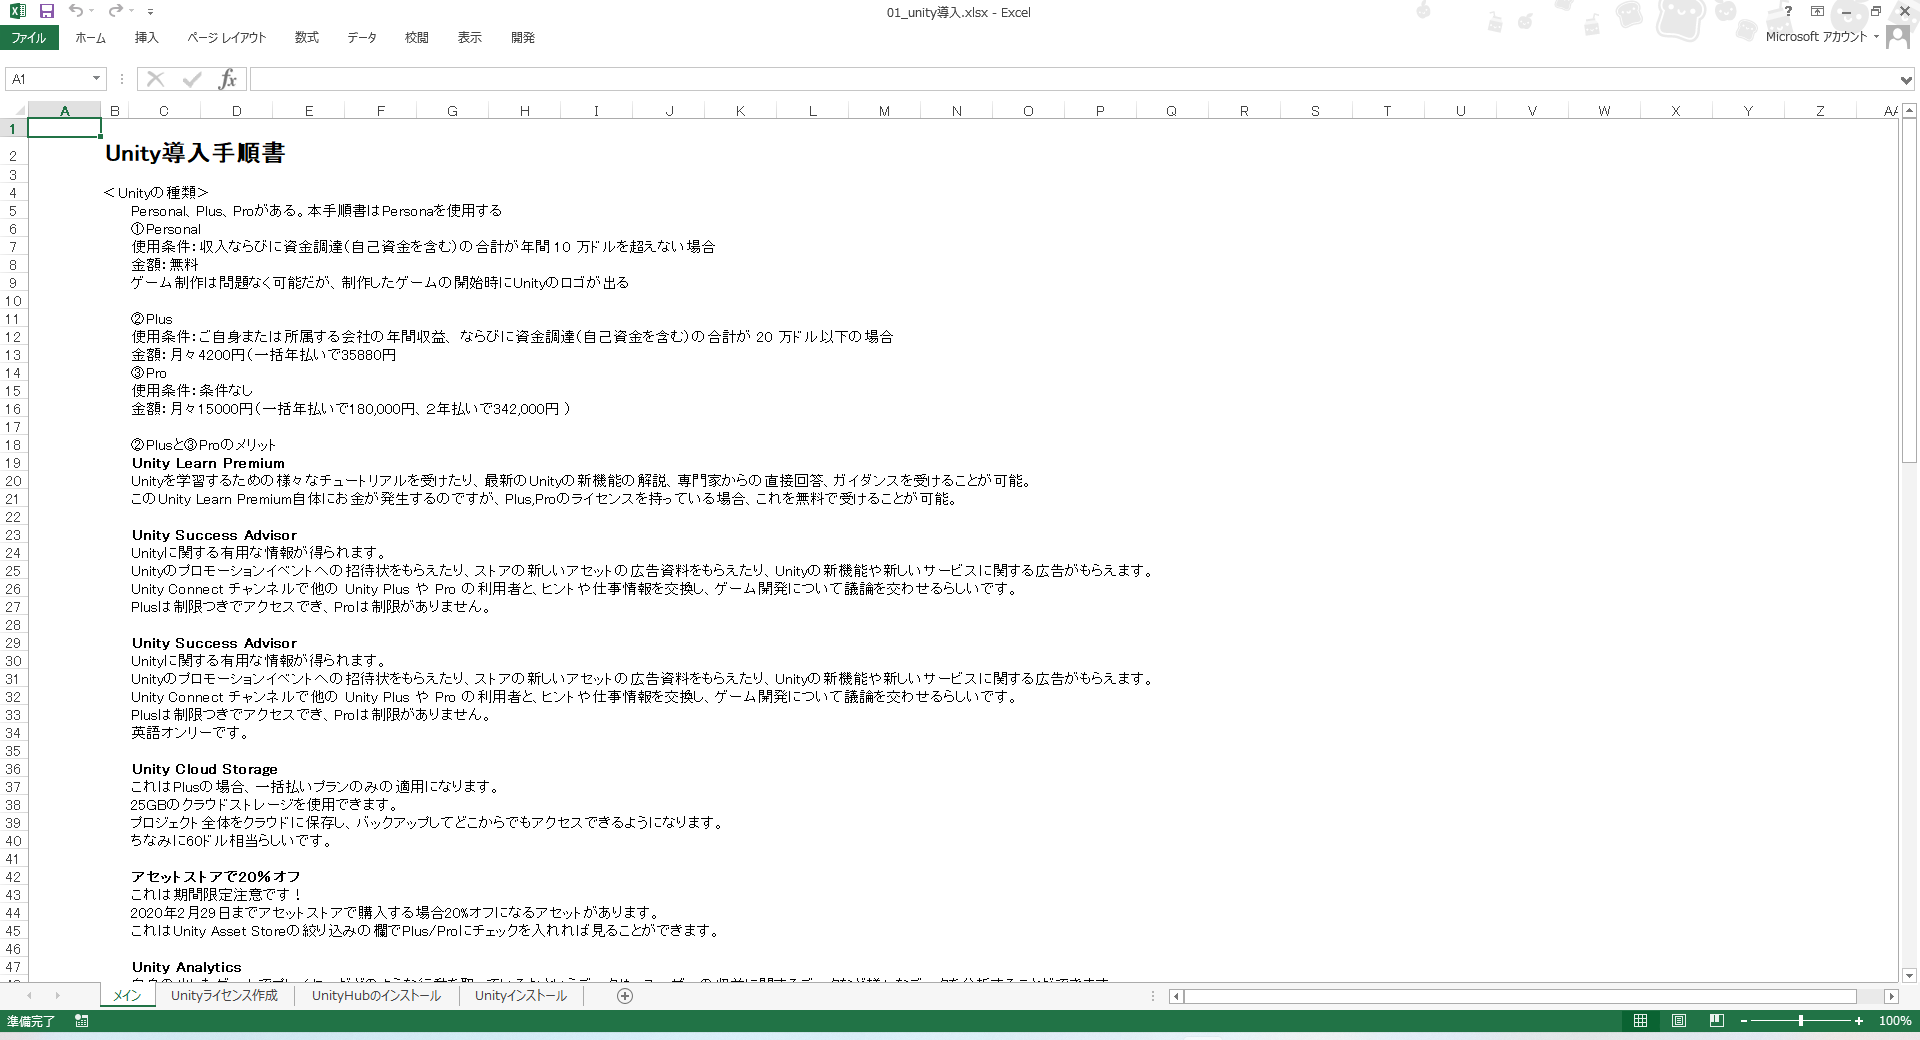 01_unity導入.xlsx - Excel
?
ファイル ホーム 挿入 ページ レイアウト 数式 データ 校閲 表示 開発
Microsoft アカウント
A1
fx
A B C D E F G H I J K L M N O P Q R S T U V W X Y Z AA
1
2 Unity導入手順書
3
4 ＜Unityの種類＞
5 Personal、Plus、Proがある。本手順書はPersonaを使用する
6 ①Personal
7 使用条件：収入ならびに資金調達（自己資金を含む）の合計が年間 10 万ドルを超えない場合
8 金額：無料
9 ゲーム制作は問題なく可能だが、制作したゲームの開始時にUnityのロゴが出る
10
11 ②Plus
12 使用条件：ご自身または所属する会社の年間収益、ならびに資金調達（自己資金を含む）の合計が 20 万ドル以下の場合
13 金額：月々4200円（一括年払いで35880円
14 ③Pro
15 使用条件：条件なし
16 金額：月々15000円（一括年払いで180,000円、２年払いで342,000円 ）
17
18 ②Plusと③Proのメリット
19 Unity Learn Premium
20 Unityを学習するための様々なチュートリアルを受けたり、最新のUnityの新機能の解説、専門家からの直接回答、ガイダンスを受けることが可能。
21 このUnity Learn Premium自体にお金が発生するのですが、Plus,Proのライセンスを持っている場合、これを無料で受けることが可能。
22
23 Unity Success Advisor
24 Unityに関する有用な情報が得られます。
25 Unityのプロモーションイベントへの招待状をもらえたり、ストアの新しいアセットの広告資料をもらえたり、Unityの新機能や新しいサービスに関する広告がもらえます。
26 Unity Connect チャンネルで他の Unity Plus や Pro の利用者と、ヒントや仕事情報を交換し、ゲーム開発について議論を交わせるらしいです。
27 Plusは制限つきでアクセスでき、Proは制限がありません。
28
29 Unity Success Advisor
30 Unityに関する有用な情報が得られます。
31 Unityのプロモーションイベントへの招待状をもらえたり、ストアの新しいアセットの広告資料をもらえたり、Unityの新機能や新しいサービスに関する広告がもらえます。
32 Unity Connect チャンネルで他の Unity Plus や Pro の利用者と、ヒントや仕事情報を交換し、ゲーム開発について議論を交わせるらしいです。
33 Plusは制限つきでアクセスでき、Proは制限がありません。
34 英語オンリーです。
35
36 Unity Cloud Storage
37 これはPlusの場合、一括払いプランのみの適用になります。
38 25GBのクラウドストレージを使用できます。
39 プロジェクト全体をクラウドに保存し、バックアップしてどこからでもアクセスできるようになります。
40 ちなみに60ドル相当らしいです。
41
42 アセットストアで20％オフ
43 これは期間限定注意です！
44 2020年2月29日までアセットストアで購入する場合20%オフになるアセットがあります。
45 これはUnity Asset Storeの絞り込みの欄でPlus/Proにチェックを入れれば見ることができます。
46
47 Unity Analytics
メイン Unityライセンス作成 UnityHubのインストール Unityインストール
準備完了
100%